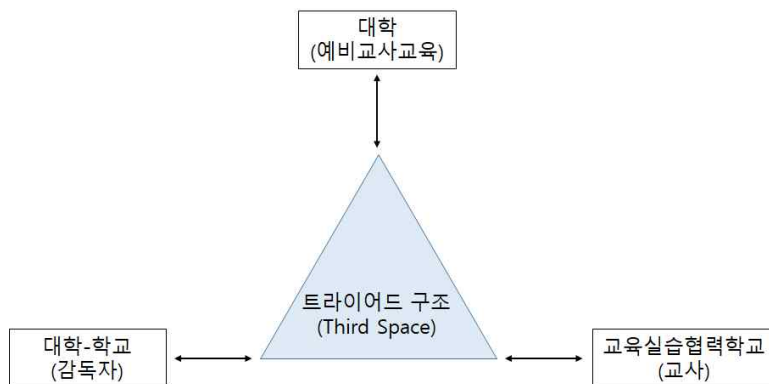 대학
(예비교사교육)
트라이어드 구조
(Third Space)
대학-학교
(감독자)
교육실습협력학교
(교사)